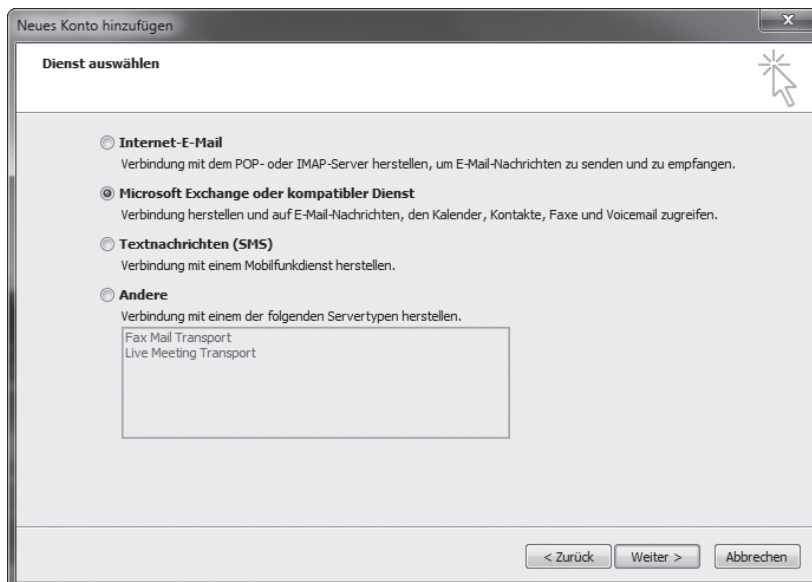 Neues Konto hinzufügen
x
Dienst auswählen
Internet-E-Mail
Verbindung mit dem POP- oder IMAP-Server herstellen, um E-Mail-Nachrichten zu senden und zu empfangen.
Microsoft Exchange oder kompatibler Dienst
Verbindung herstellen und auf E-Mail-Nachrichten, den Kalender, Kontakte, Faxe und Voicemail zugreifen.
Textnachrichten (SMS)
Verbindung mit einem Mobilfunkdienst herstellen.
Andere
Verbindung mit einem der folgenden Servertypen herstellen.
Fax Mail Transport
Live Meeting Transport
< Zurück Weiter > Abbrechen